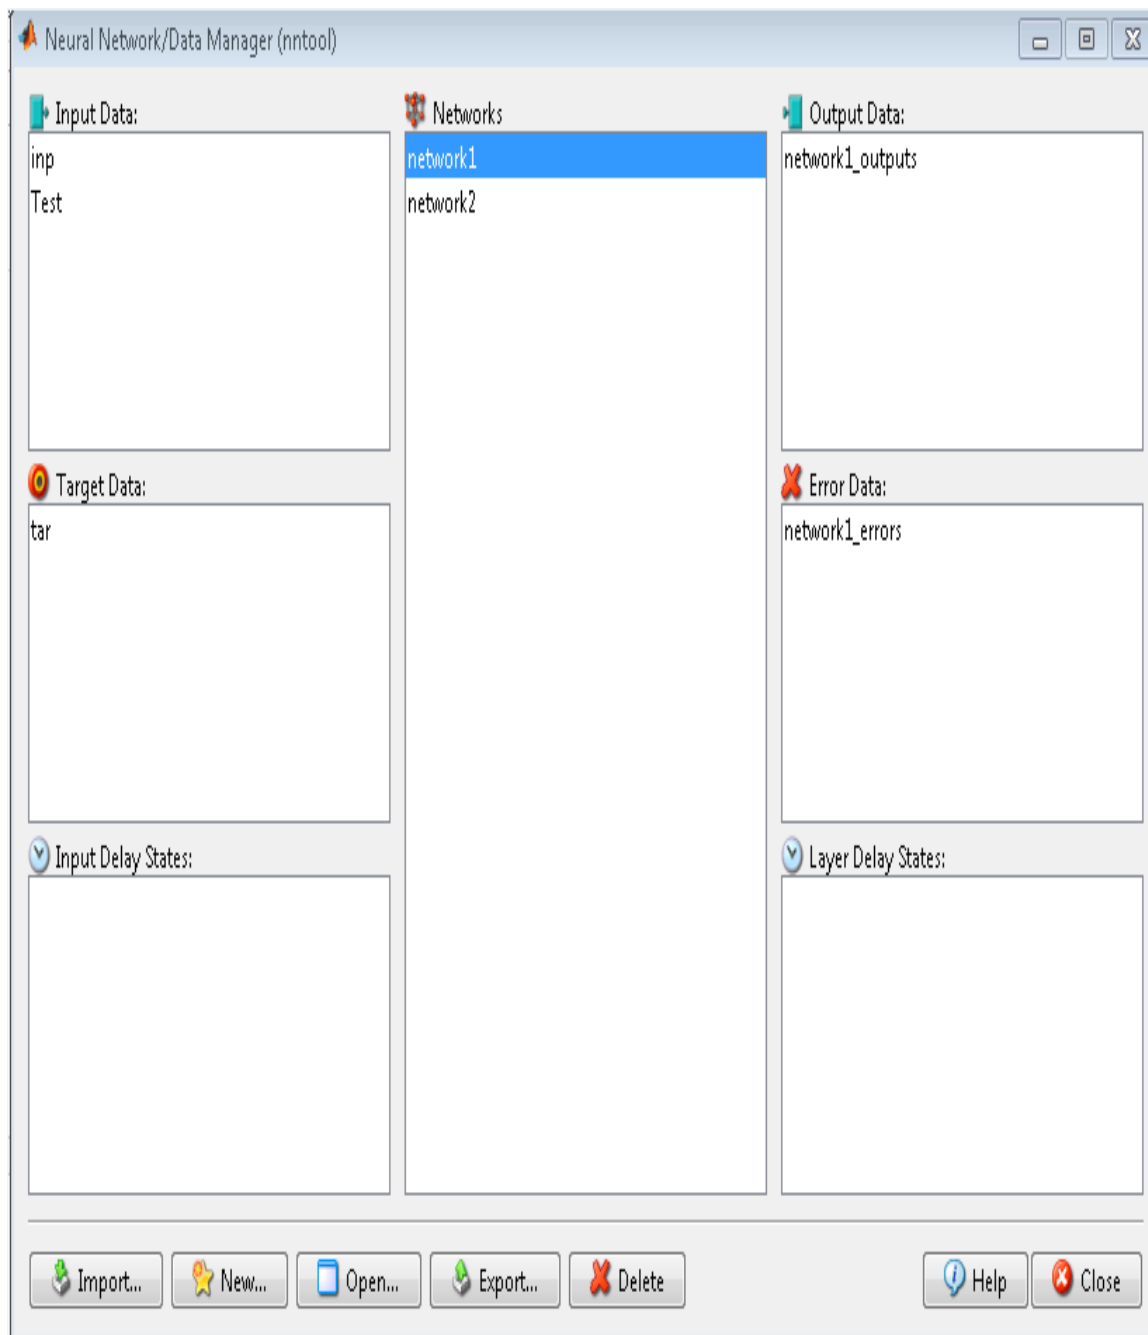 Neural Network/Data Manager (nntool)
Input Data:
inp
Test
Networks
network1
network2
Output Data:
network1_outputs
Target Data:
tar
Error Data:
network1_errors
Input Delay States:
Layer Delay States:
Import...
New...
Open...
Export...
Delete
Help
Close